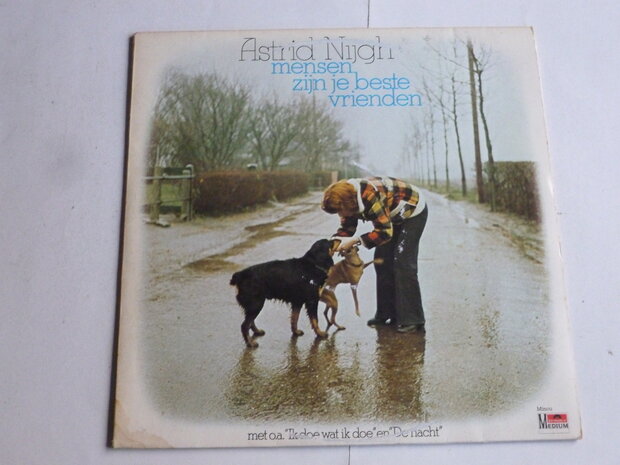 Astrid Nijgh
mensen
zijn je beste
vrienden
met o.a. "Ik doe wat ik doe" en "De nacht"
MEDIUM